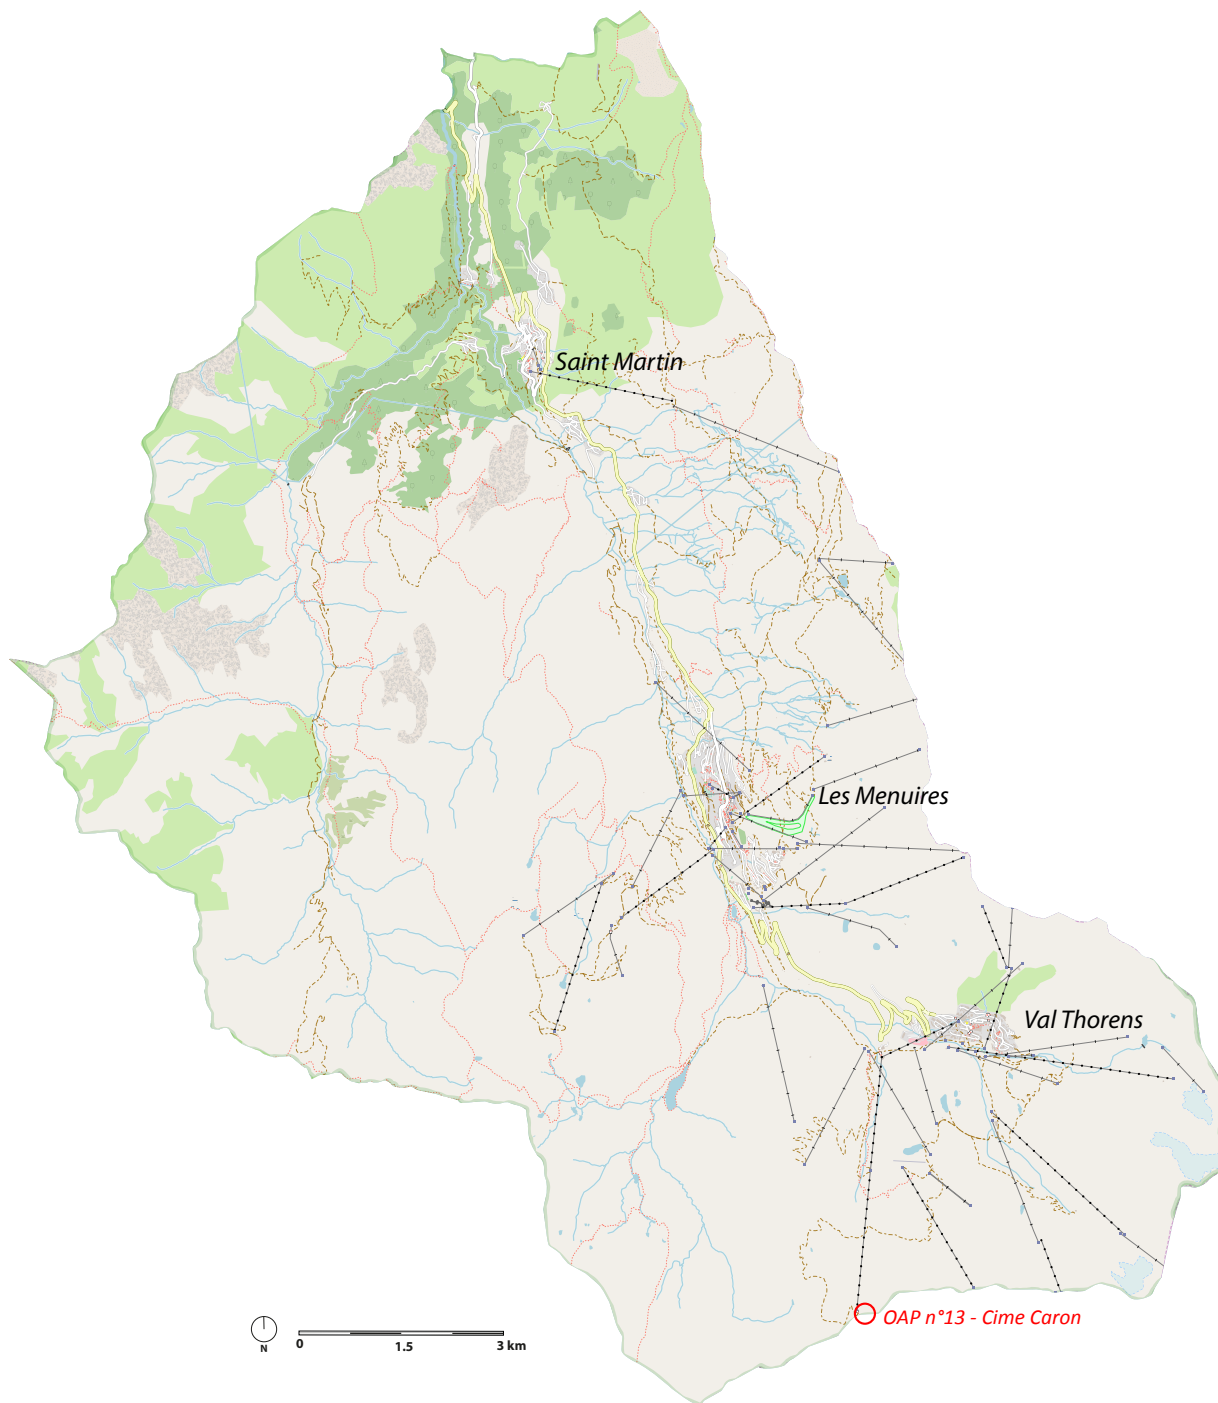 Saint Martin
Les Menuires
Val Thorens
OAP n°13 - Cime Caron
N
0 1.5 3 km